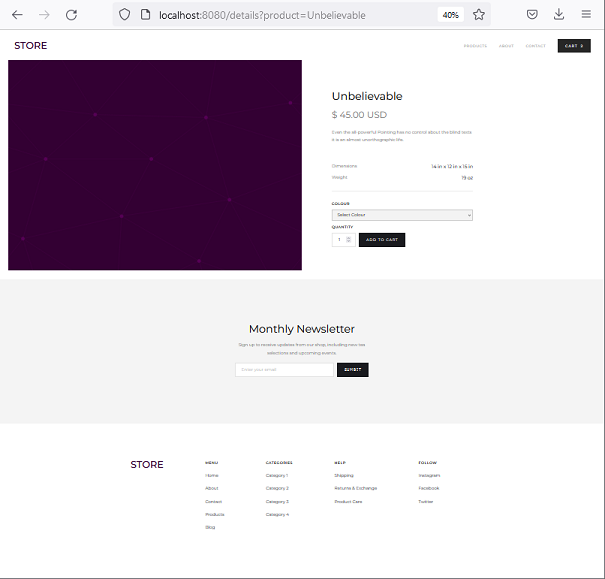 localhost:8080/details?product=Unbelievable
40%
STORE
PRODUCTS
ABOUT
CONTACT
CART 0
Unbelievable
$ 45.00 USD
Even the all-powerful Pointing has no control about the blind texts
it is an almost unorthographic life
Dimensions
14 in x 12 in x 15 in
Weight
75 oz
COLOUR
Select Colour
QUANTITY
1
ADD TO CART
Monthly Newsletter
Sign up to receive updates from our shop, including new tea
selections and upcoming events.
Enter your email
SUBMIT
STORE
MENU
Home
About
Contact
Products
Blog
CATEGORIES
Category 1
Category 2
Category 3
Category 4
HELP
Shipping
Returns & Exchange
Product Care
FOLLOW
Instagram
Facebook
Twitter